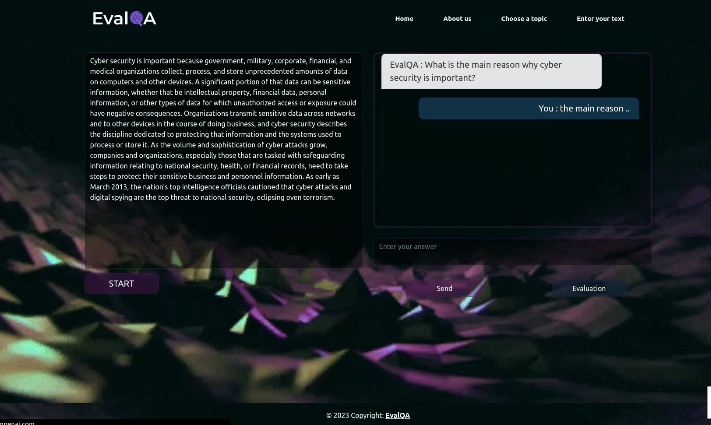 EvalQA
Home About us Choose a topic Enter your text
Cyber security is important because government, military, corporate, financial, and
medical organizations collect, process, and store unprecedented amounts of data
on computers and other devices. A significant portion of that data can be sensitive
information, whether that be intellectual property, financial data, personal
information, or other types of data for which unauthorized access or exposure could
have negative consequences. Organizations transmit sensitive data across networks
and to other devices in the course of doing business, and cyber security describes
the discipline dedicated to protecting that information and the systems used to
process or store it. As the volume and sophistication of cyber attacks grow,
companies and organizations, especially those that are tasked with safeguarding
information relating to national security, health, or financial records, need to take
steps to protect their sensitive business and personnel information. As early as
March 2013, the nation's top intelligence officials cautioned that cyber attacks and
digital spying are the top threat to national security, eclipsing even terrorism.
START
EvalQA : What is the main reason why cyber
security is important?
You : the main reason ..
Enter your answer
Send Evaluation
© 2023 Copyright: EvalQA